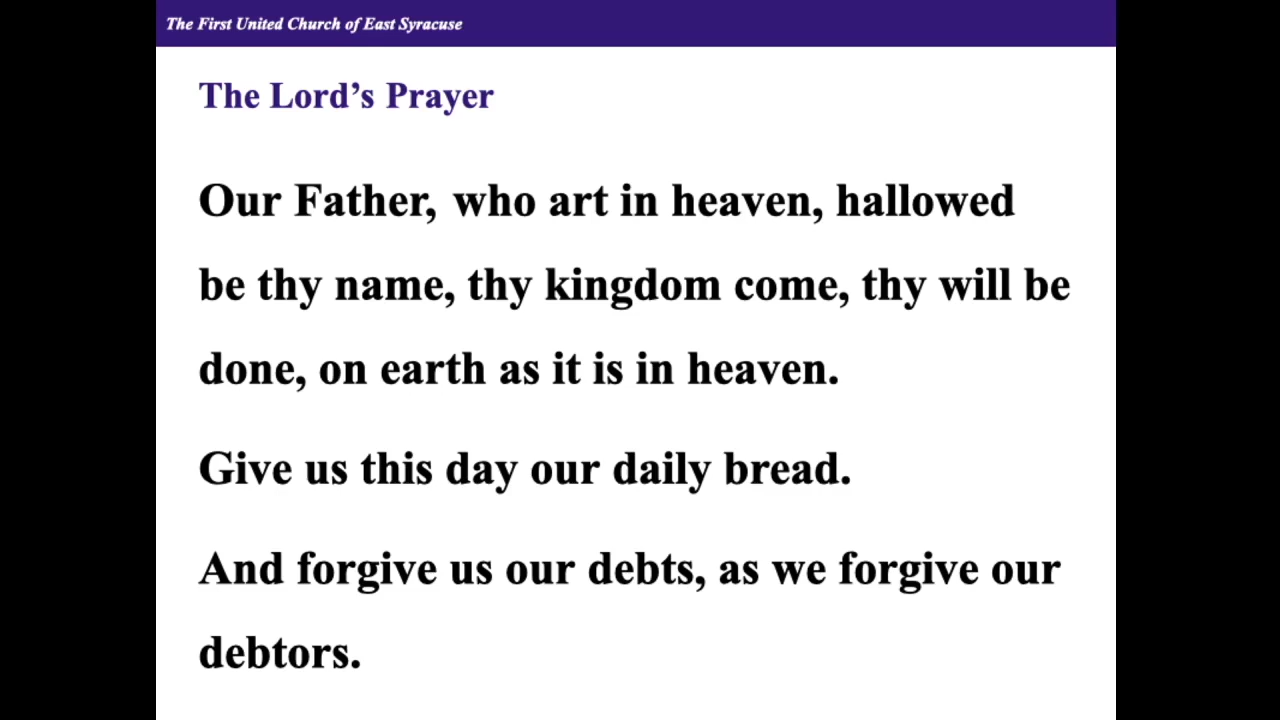 The First United Church of East Syracuse
The Lord’s Prayer
Our Father, who art in heaven, hallowed
be thy name, thy kingdom come, thy will be
done, on earth as it is in heaven.
Give us this day our daily bread.
And forgive us our debts, as we forgive our
debtors.